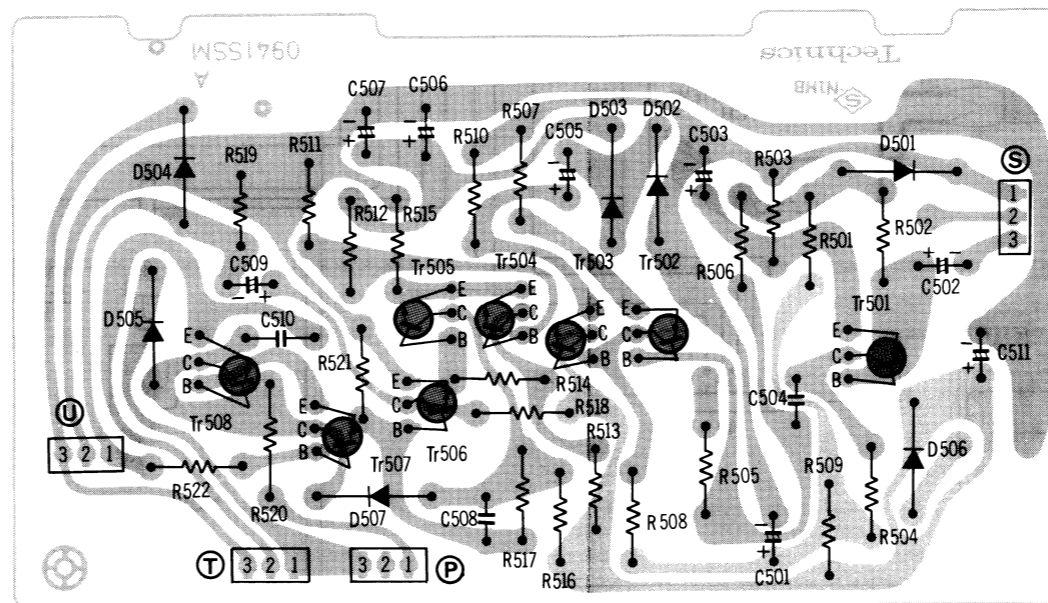 0941SSM
Technics
A
N1MB
S
C507
C506
R507
D503
D502
R511
R510
C505
C503
R503
D501
S
D504
R519
1
2
3
R512
R515
R502
R501
Tr505
Tr504
Tr503
Tr502
R506
C509
C502
Tr501
E
C
B
E
C
B
E
C
B
E
C
B
E
C
B
D505
C510
E
C
B
R521
C511
E
C
B
R514
C504
E
C
B
R518
Tr508
U
3 2 1
R513
D506
Tr507
Tr506
R505
R509
R522
R520
D507
C508
R508
R504
R517
R516
C501
T
3 2 1
3 2 1
P